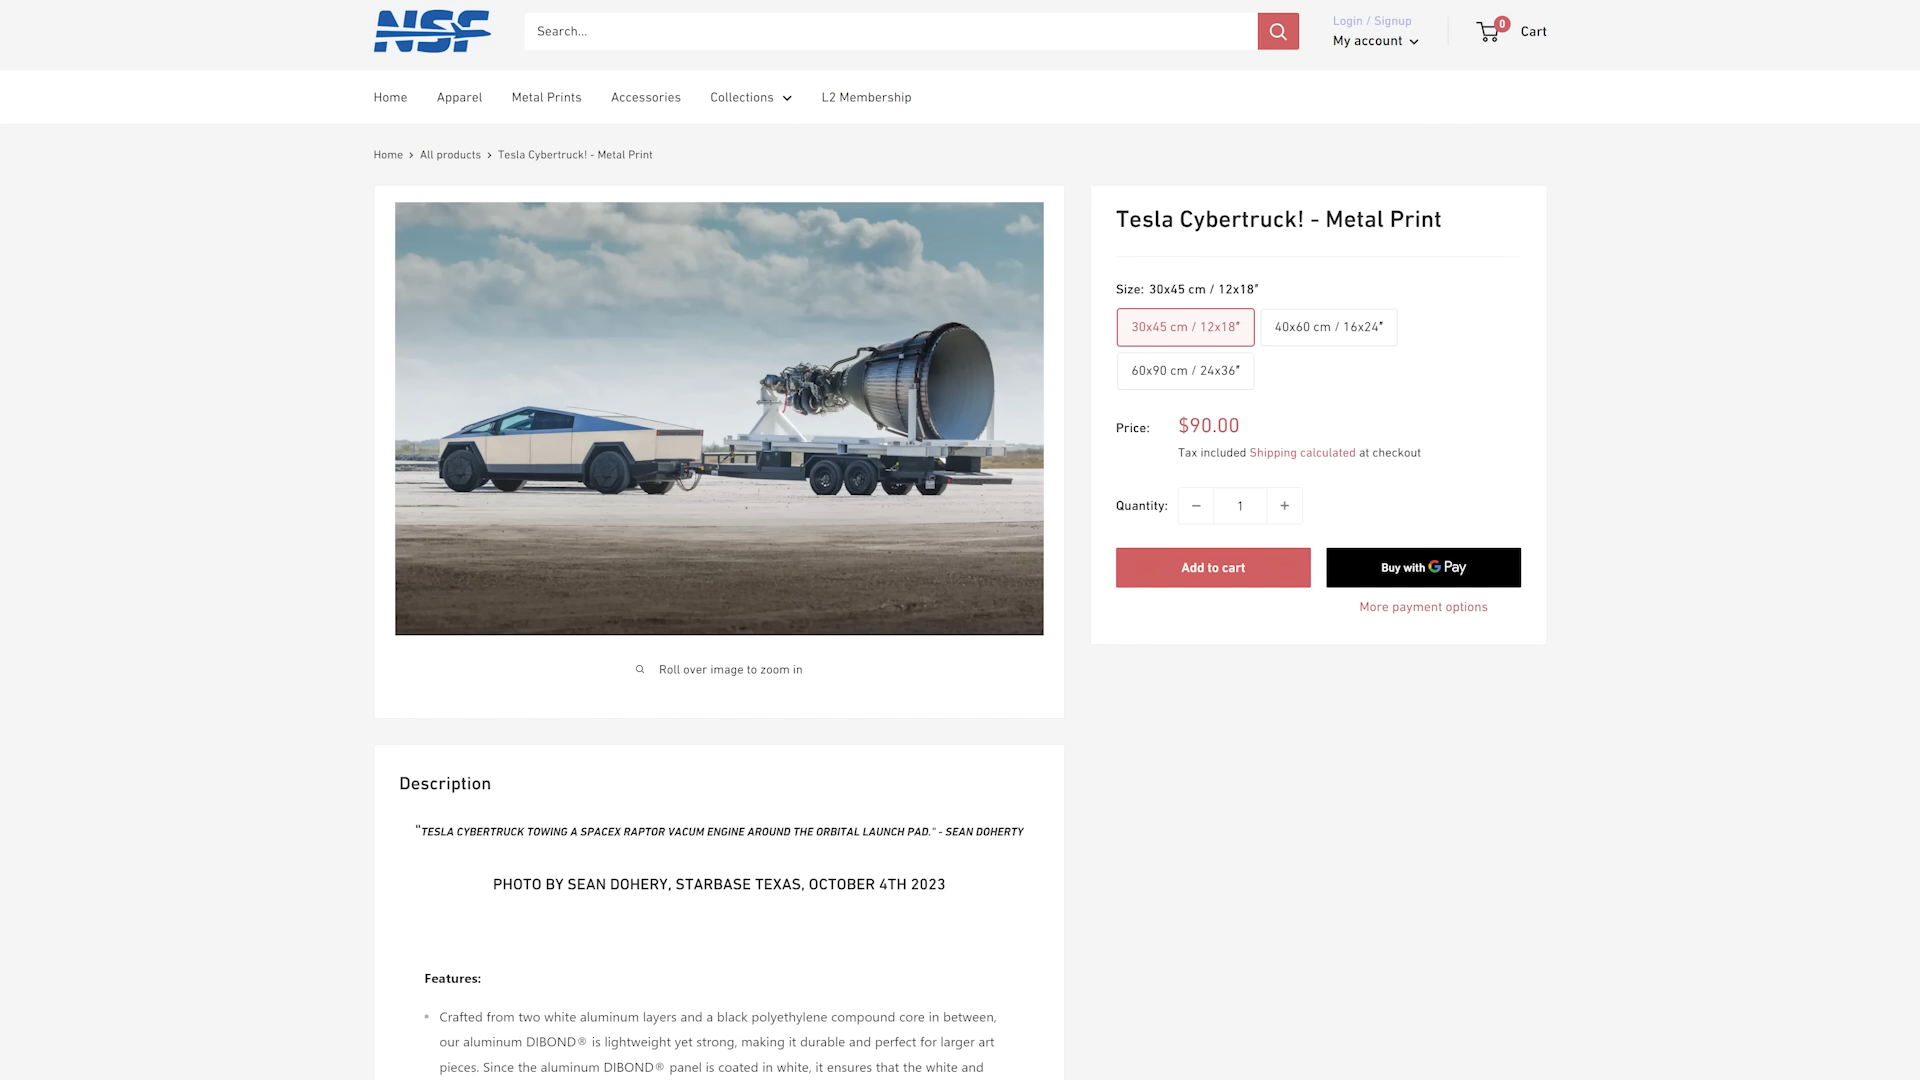 NSF
Search...
Login / Signup
My account
0
Cart
Home
Apparel
Metal Prints
Accessories
Collections
L2 Membership
Home > All products > Tesla Cybertruck! - Metal Print
Tesla Cybertruck! - Metal Print
Size: 30x45 cm / 12x18″
30x45 cm / 12x18″
40x60 cm / 16x24″
60x90 cm / 24x36″
Price: $90.00
Tax included Shipping calculated at checkout
Quantity: − 1 +
Add to cart
Buy with G Pay
More payment options
Roll over image to zoom in
Description
"TESLA CYBERTRUCK TOWING A SPACEX RAPTOR VACUM ENGINE AROUND THE ORBITAL LAUNCH PAD." - SEAN DOHERTY
PHOTO BY SEAN DOHERY, STARBASE TEXAS, OCTOBER 4TH 2023
Features:
• Crafted from two white aluminum layers and a black polyethylene compound core in between,
our aluminum DIBOND® is lightweight yet strong, making it durable and perfect for larger art
pieces. Since the aluminum DIBOND® panel is coated in white, it ensures that the white and